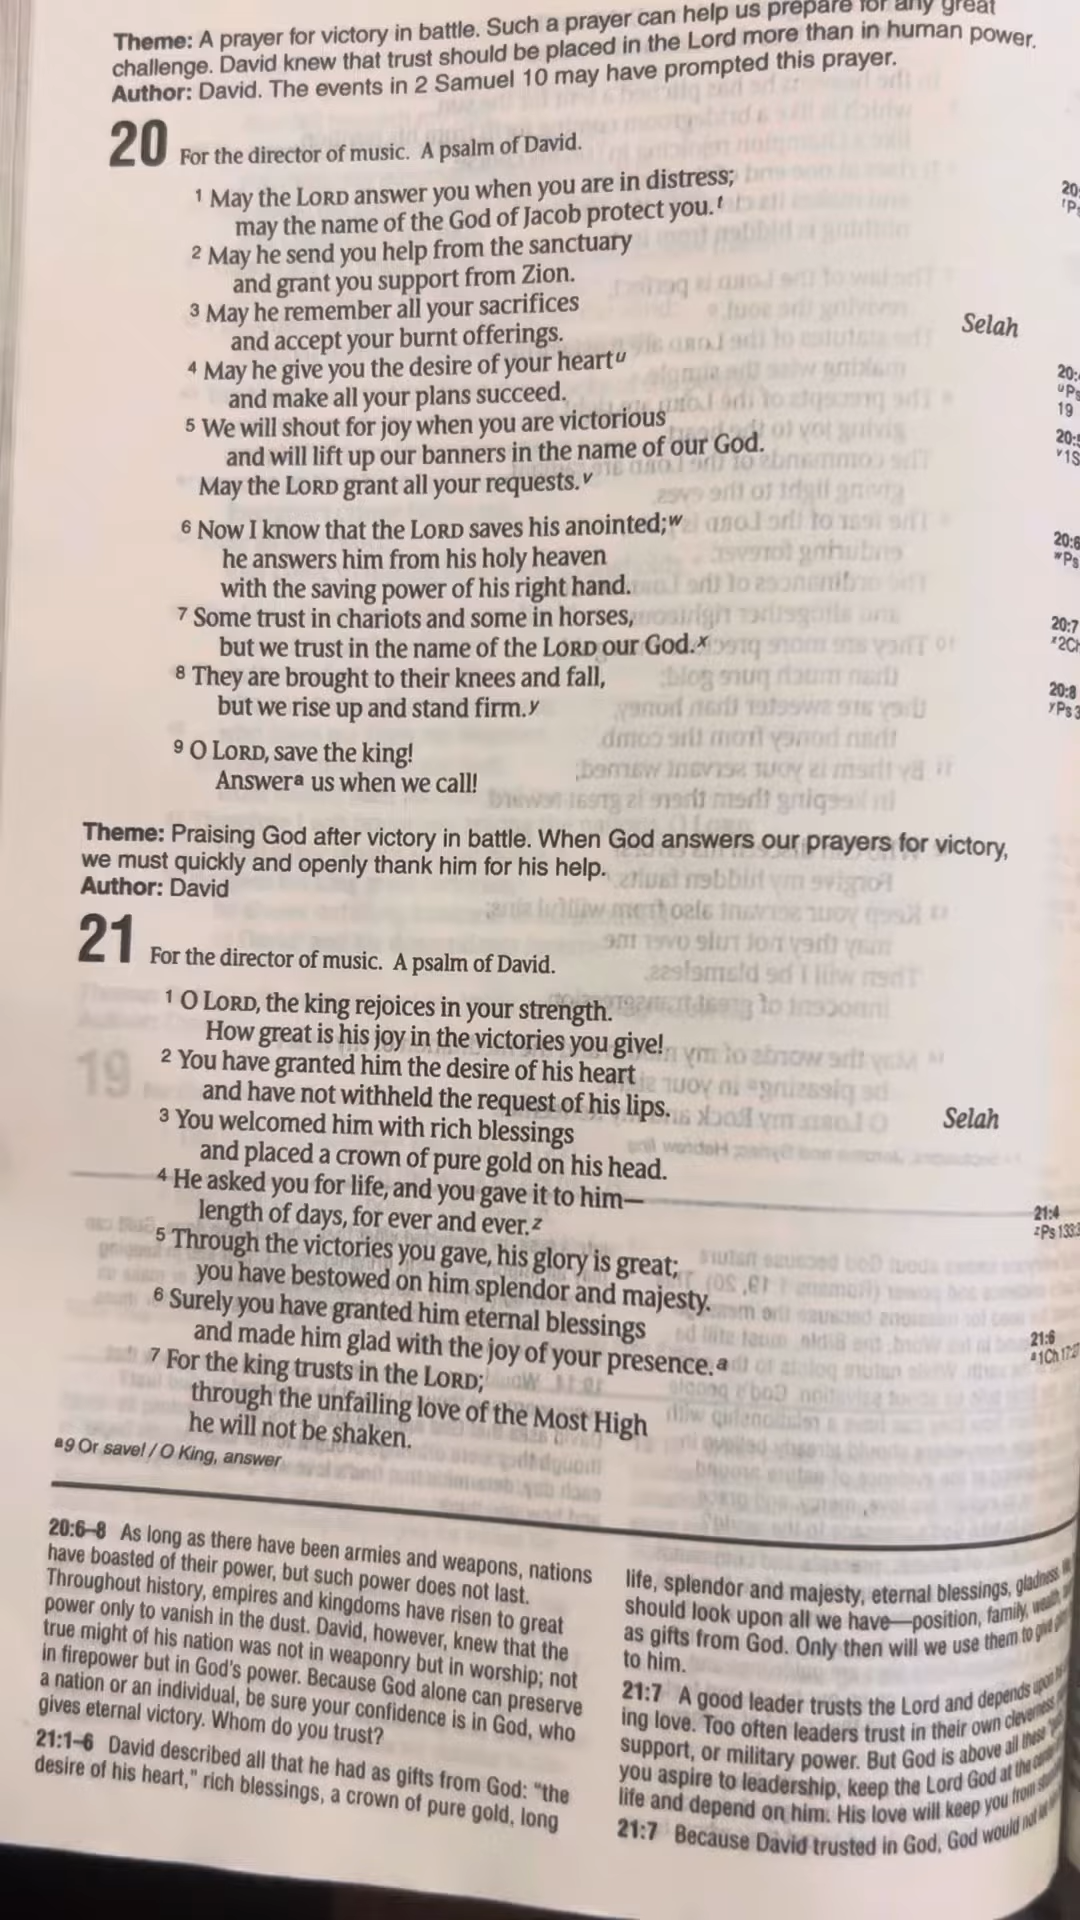 Theme: A prayer for victory in battle. Such a prayer can help us prepare for any great
challenge. David knew that trust should be placed in the Lord more than in human power.
Author: David. The events in 2 Samuel 10 may have prompted this prayer.
20 For the director of music. A psalm of David.
1 May the LORD answer you when you are in distress;
may the name of the God of Jacob protect you.t
2 May he send you help from the sanctuary
and grant you support from Zion.
3 May he remember all your sacrifices
and accept your burnt offerings. Selah
4 May he give you the desire of your heartu
and make all your plans succeed.
5 We will shout for joy when you are victorious
and will lift up our banners in the name of our God.
May the LORD grant all your requests.v
6 Now I know that the LORD saves his anointed;w
he answers him from his holy heaven
with the saving power of his right hand.
7 Some trust in chariots and some in horses,
but we trust in the name of the LORD our God.x
8 They are brought to their knees and fall,
but we rise up and stand firm.y
9 O LORD, save the king!
Answera us when we call!
Theme: Praising God after victory in battle. When God answers our prayers for victory,
we must quickly and openly thank him for his help.
Author: David
21 For the director of music. A psalm of David.
1 O LORD, the king rejoices in your strength.
How great is his joy in the victories you give!
2 You have granted him the desire of his heart
and have not withheld the request of his lips. Selah
3 You welcomed him with rich blessings
and placed a crown of pure gold on his head.
4 He asked you for life, and you gave it to him—
length of days, for ever and ever.z
5 Through the victories you gave, his glory is great;
you have bestowed on him splendor and majesty.
6 Surely you have granted him eternal blessings
and made him glad with the joy of your presence.a
7 For the king trusts in the LORD;
through the unfailing love of the Most High
he will not be shaken.
a9 Or save! / O King, answer
20:6–8 As long as there have been armies and weapons, nations
have boasted of their power, but such power does not last.
Throughout history, empires and kingdoms have risen to great
power only to vanish in the dust. David, however, knew that the
true might of his nation was not in weaponry but in worship; not
in firepower but in God's power. Because God alone can preserve
a nation or an individual, be sure your confidence is in God, who
gives eternal victory. Whom do you trust?
21:1–6 David described all that he had as gifts from God: "the
desire of his heart," rich blessings, a crown of pure gold, long
life, splendor and majesty, eternal blessings, gladness
should look upon all we have—position, family, wealth,
as gifts from God. Only then will we use them to give
to him.
21:7 A good leader trusts the Lord and depends upon
ing love. Too often leaders trust in their own cleverness
support, or military power. But God is above all these
you aspire to leadership, keep the Lord God at the
life and depend on him. His love will keep you from
21:7 Because David trusted in God, God would not
20:6
20:7
20:8
21:4
zPs 133:
21:6
a1Ch 17:27